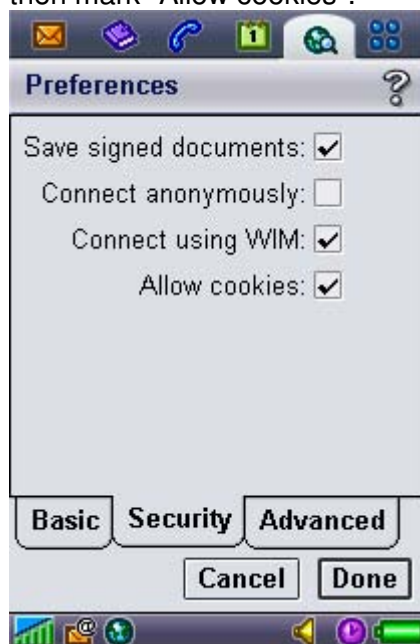 then mark "Allow cookies".
1
Preferences ?
Save signed documents:
Connect anonymously:
Connect using WIM:
Allow cookies:
Basic Security Advanced
Cancel Done
@